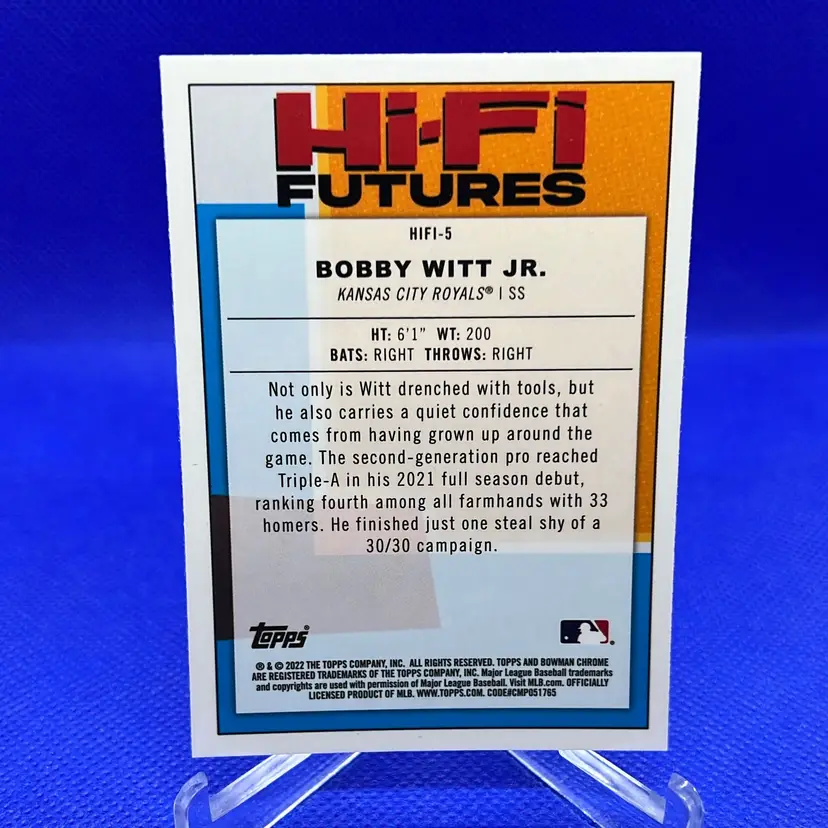 Hi-Fi
FUTURES
HIFI-5
BOBBY WITT JR.
KANSAS CITY ROYALS® | SS
HT: 6'1" WT: 200
BATS: RIGHT THROWS: RIGHT
Not only is Witt drenched with tools, but
he also carries a quiet confidence that
comes from having grown up around the
game. The second-generation pro reached
Triple-A in his 2021 full season debut,
ranking fourth among all farmhands with 33
homers. He finished just one steal shy of a
30/30 campaign.
Topps®
® & © 2022 THE TOPPS COMPANY, INC. ALL RIGHTS RESERVED. TOPPS AND BOWMAN CHROME
ARE REGISTERED TRADEMARKS OF THE TOPPS COMPANY, INC. Major League Baseball trademarks
and copyrights are used with permission of Major League Baseball. Visit MLB.com. OFFICIALLY
LICENSED PRODUCT OF MLB. WWW.TOPPS.COM. CODE#CMP051765